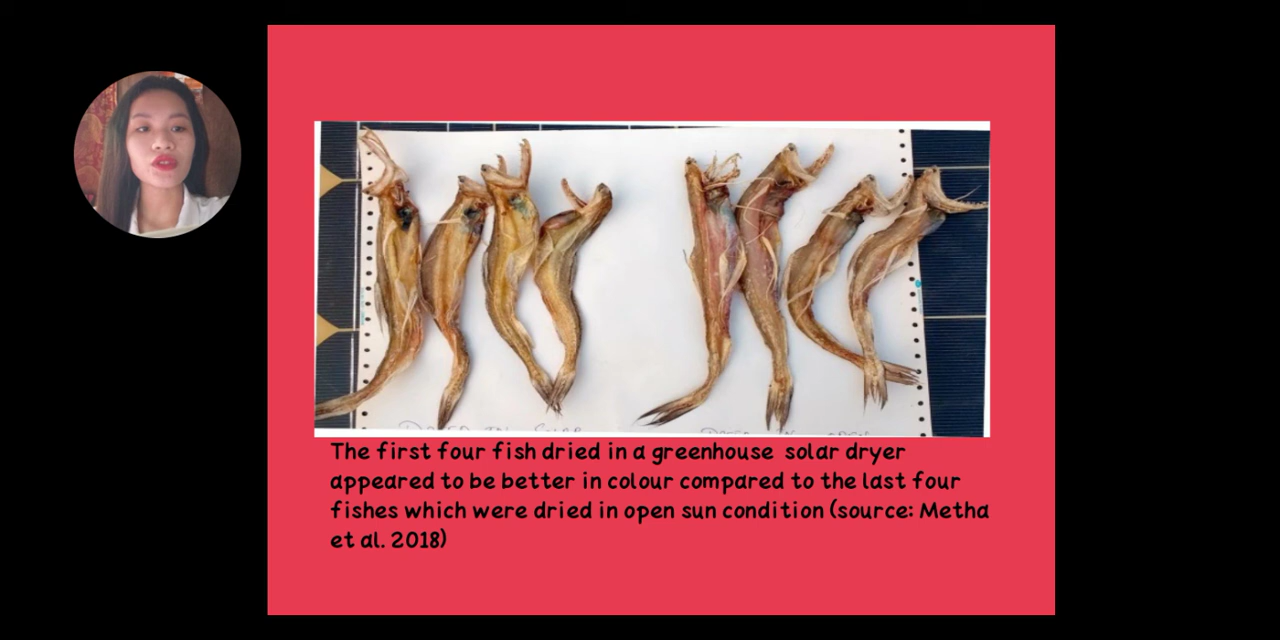 The first four fish dried in a greenhouse solar dryer
appeared to be better in colour compared to the last four
fishes which were dried in open sun condition (source: Metha
et al. 2018)